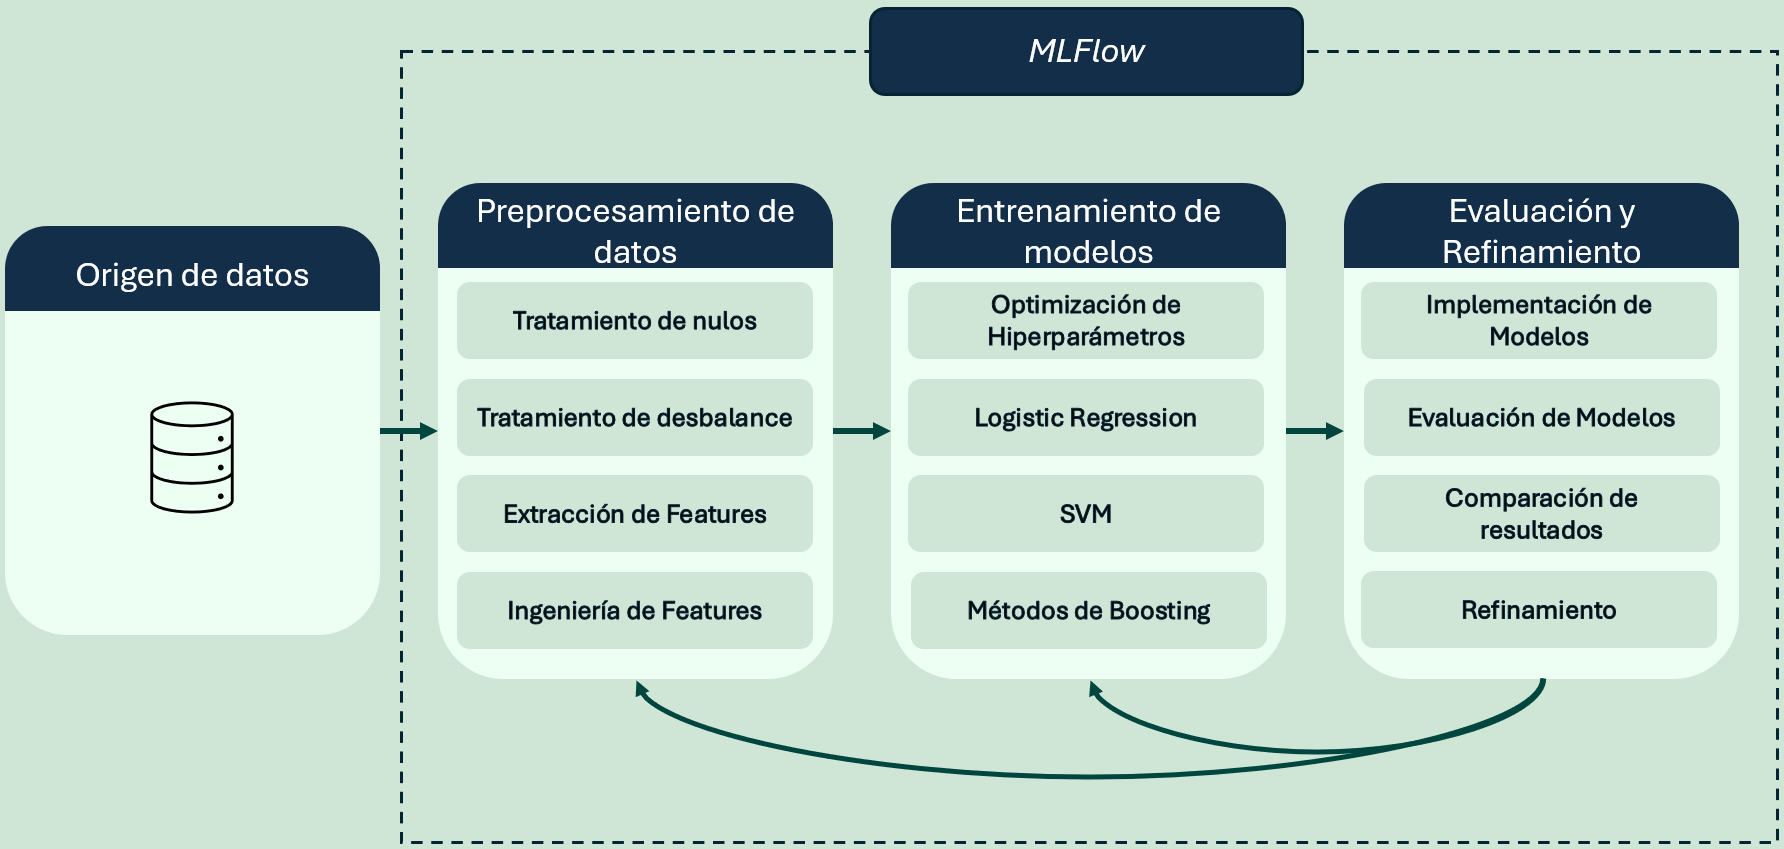 MLFlow
Origen de datos
Preprocesamiento de
datos
Tratamiento de nulos
Tratamiento de desbalance
Extracción de Features
Ingeniería de Features
Entrenamiento de
modelos
Optimización de
Hiperparámetros
Logistic Regression
SVM
Métodos de Boosting
Evaluación y
Refinamiento
Implementación de
Modelos
Evaluación de Modelos
Comparación de
resultados
Refinamiento